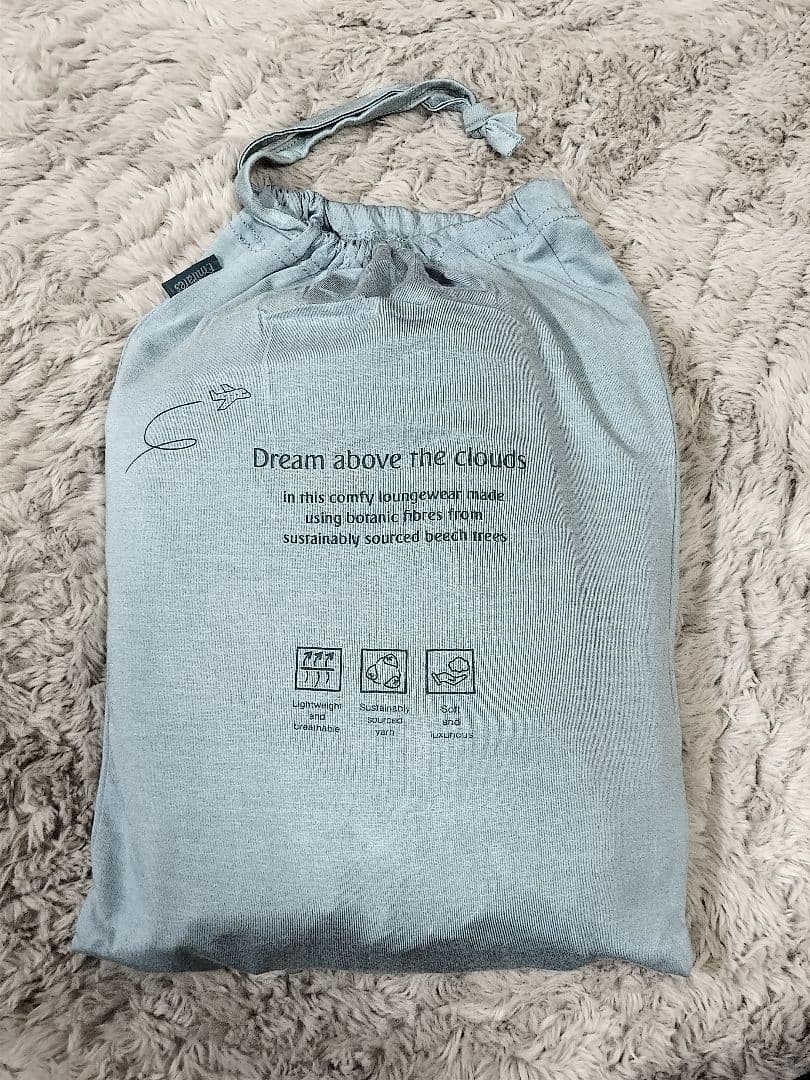 Emirates
Dream above the clouds
in this comfy loungewear made
using botanic fibres from
sustainably sourced beech trees
Lightweight
and
breathable
Sustainably
sourced
yarn
Soft
and
luxurious